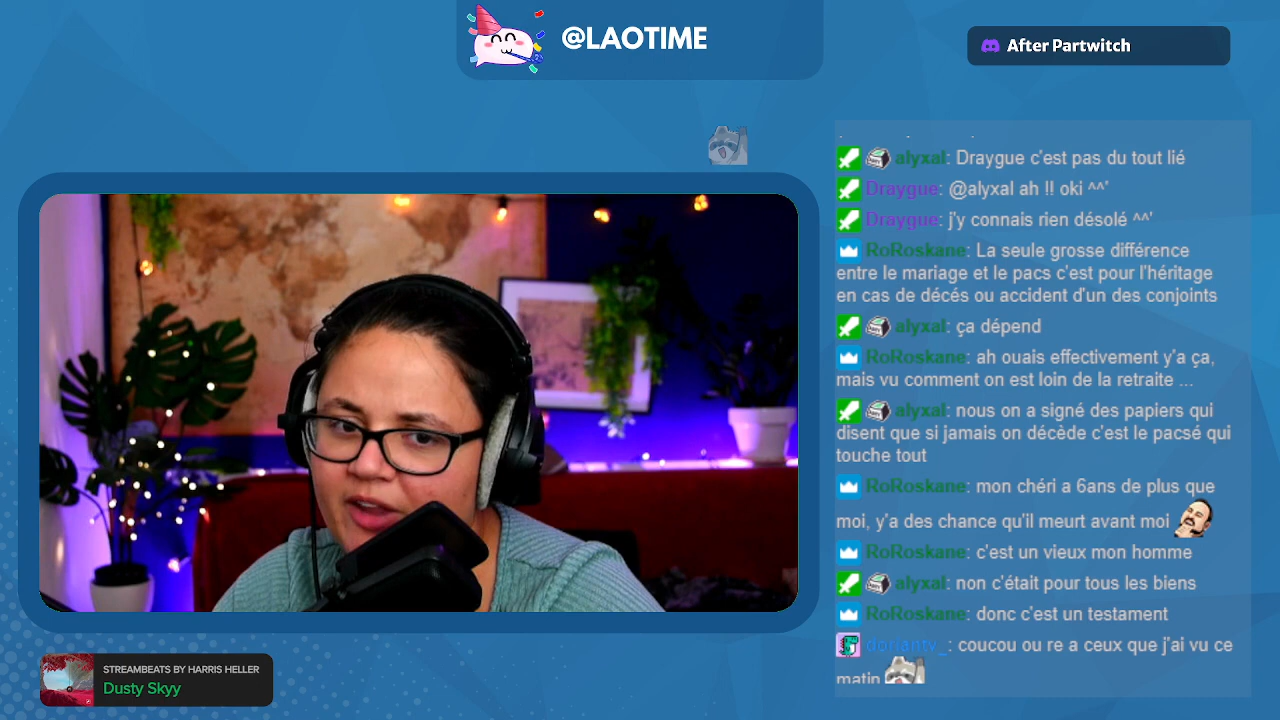 @LAOTIME
After Partwitch
alyxal: Draygue c'est pas du tout lié
Draygue: @alyxal ah !! oki ^^'
Draygue: j'y connais rien désolé ^^'
RoRoskane: La seule grosse différence
entre le mariage et le pacs c'est pour l'héritage
en cas de décés ou accident d'un des conjoints
alyxal: ça dépend
RoRoskane: ah ouais effectivement y'a ça,
mais vu comment on est loin de la retraite ...
alyxal: nous on a signé des papiers qui
disent que si jamais on décède c'est le pacsé qui
touche tout
RoRoskane: mon chéri a 6ans de plus que
moi, y'a des chance qu'il meurt avant moi
RoRoskane: c'est un vieux mon homme
alyxal: non c'était pour tous les biens
RoRoskane: donc c'est un testament
doriantv_: coucou ou re a ceux que j'ai vu ce
matin
STREAMBEATS BY HARRIS HELLER
Dusty Skyy